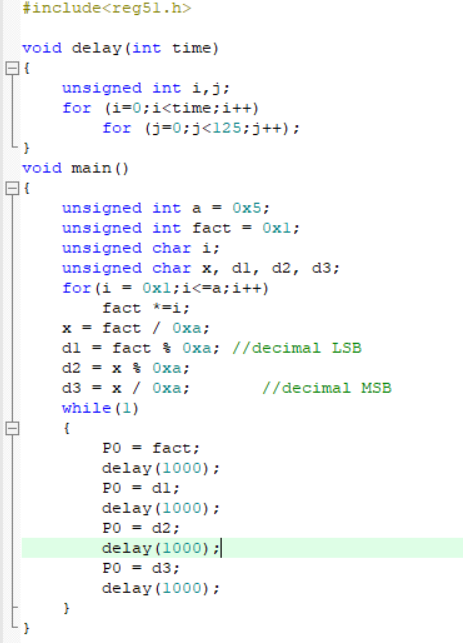 #include<reg51.h>
void delay(int time)
{
unsigned int i,j;
for (i=0;i<time;i++)
for (j=0;j<125;j++);
}
void main()
{
unsigned int a = 0x5;
unsigned int fact = 0x1;
unsigned char i;
unsigned char x, d1, d2, d3;
for(i = 0x1;i<=a;i++)
fact *=i;
x = fact / 0xa;
d1 = fact % 0xa; //decimal LSB
d2 = x % 0xa;
d3 = x / 0xa; //decimal MSB
while(1)
{
P0 = fact;
delay(1000);
P0 = d1;
delay(1000);
P0 = d2;
delay(1000);
P0 = d3;
delay(1000);
}
}